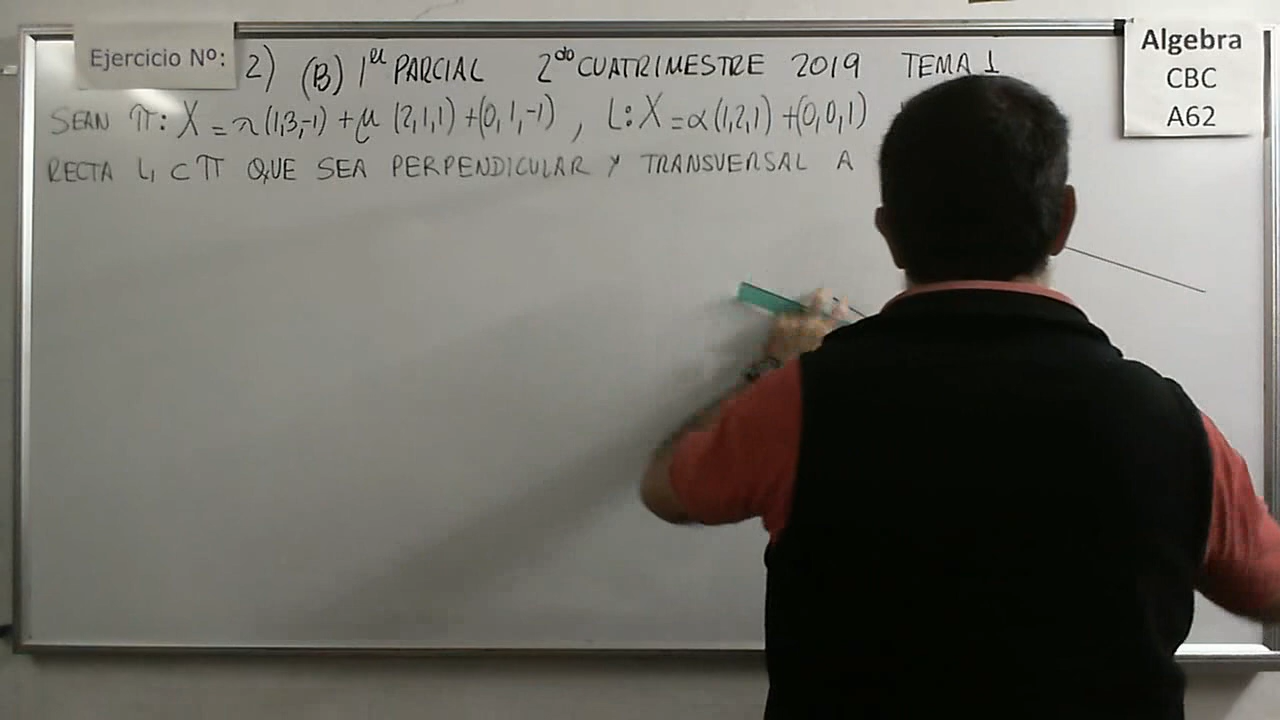 Ejercicio Nº: 2) (B) 1er PARCIAL 2do CUATRIMESTRE 2019 TEMA 1
SEAN π: X = λ(1,3,-1) + μ (2,1,1) + (0,1,-1), L: X = α(1,2,1) + (0,0,1)
RECTA L1 ⊂ π QUE SEA PERPENDICULAR Y TRANSVERSAL A
Algebra
CBC
A62